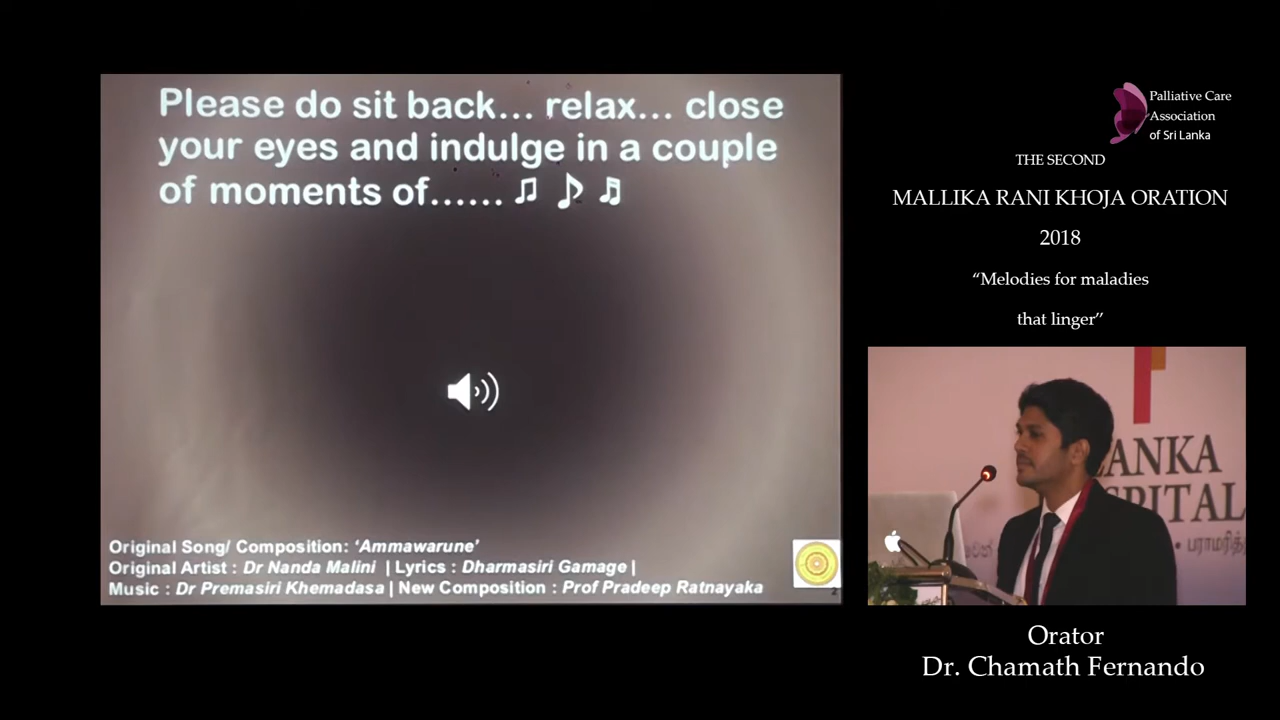 Please do sit back... relax... close
your eyes and indulge in a couple
of moments of...... ♫ ♪ ♬
Original Song/ Composition: ‘Ammawarune’
Original Artist : Dr Nanda Malini | Lyrics : Dharmasiri Gamage |
Music : Dr Premasiri Khemadasa | New Composition : Prof Pradeep Ratnayaka
2
Palliative Care
Association
of Sri Lanka
THE SECOND
MALLIKA RANI KHOJA ORATION
2018
“Melodies for maladies
that linger”
LANKA
Orator
Dr. Chamath Fernando